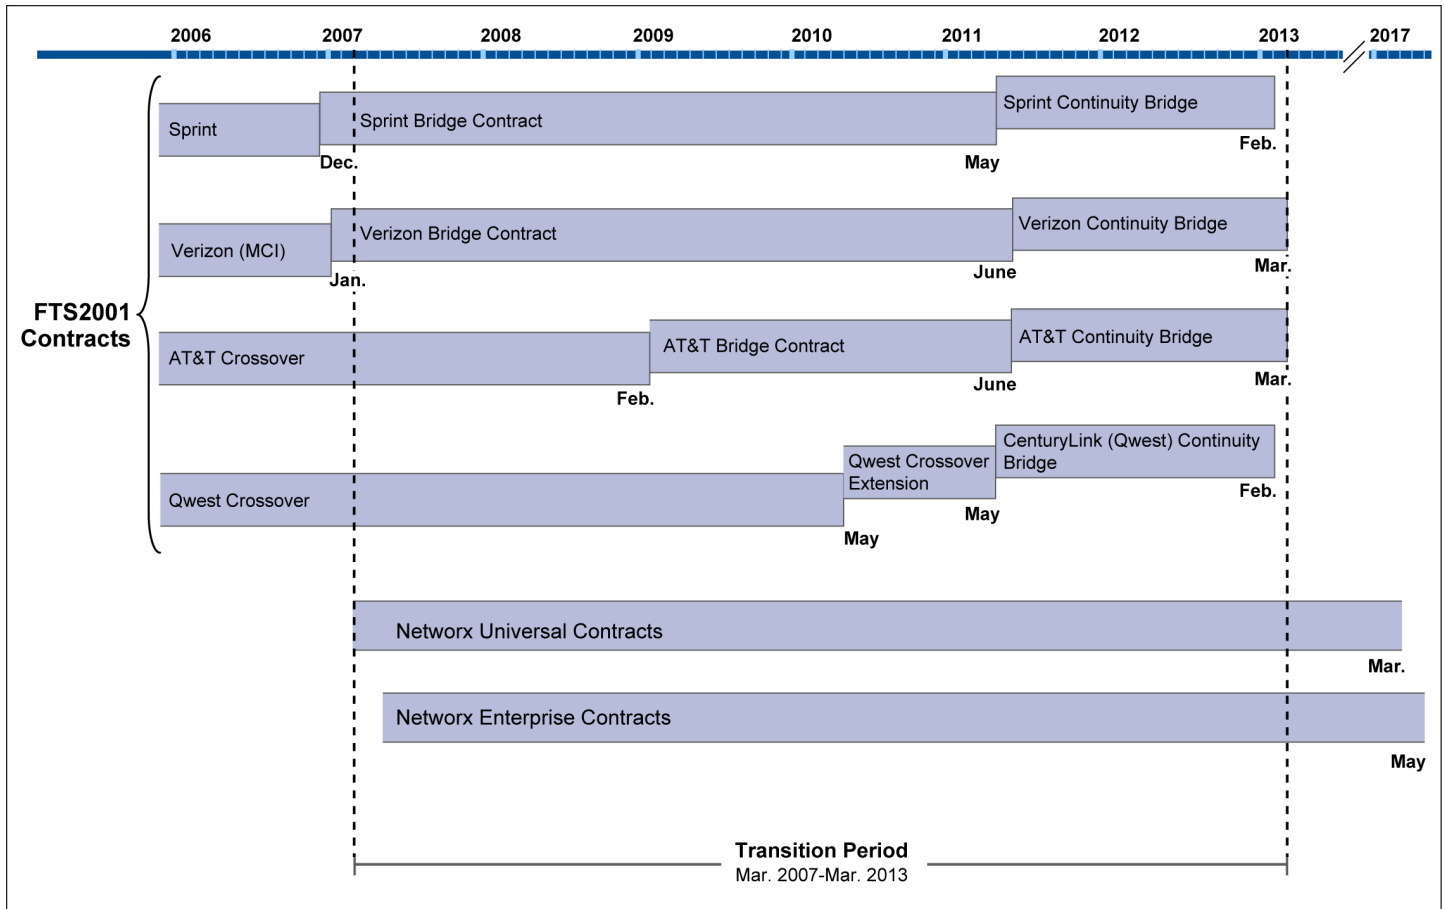 2006 2007 2008 2009 2010 2011 2012 2013 2017
Sprint
Sprint Bridge Contract
Sprint Continuity Bridge
Dec.
May
Feb.
Verizon (MCI)
Verizon Bridge Contract
Verizon Continuity Bridge
Jan.
June
Mar.
FTS2001
Contracts
AT&T Crossover
AT&T Bridge Contract
AT&T Continuity Bridge
Feb.
June
Mar.
Qwest Crossover
Qwest Crossover
Extension
CenturyLink (Qwest) Continuity
Bridge
May
May
Feb.
Networx Universal Contracts
Mar.
Networx Enterprise Contracts
May
Transition Period
Mar. 2007-Mar. 2013